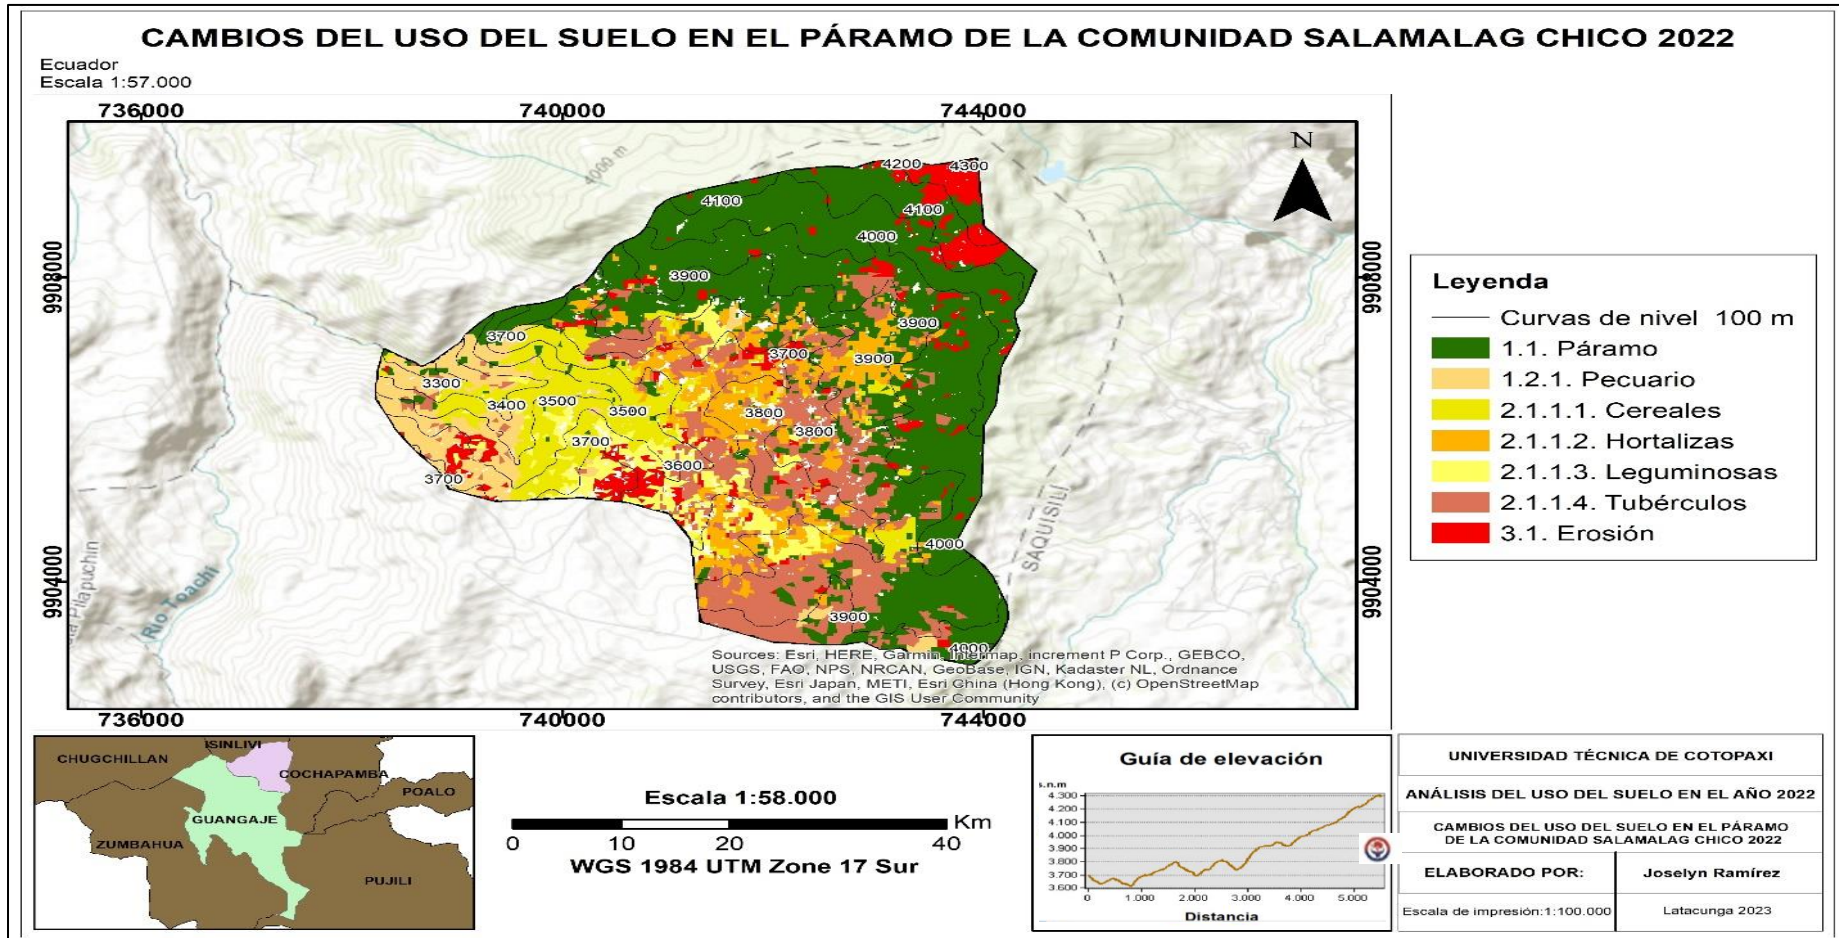 CAMBIOS DEL USO DEL SUELO EN EL PÁRAMO DE LA COMUNIDAD SALAMALAG CHICO 2022
Ecuador
Escala 1:57.000
736000
740000
744000
N
4000 m
4200
4300
4100
4100
4000
9908000
9908000
3900
3900
3700
3700
3900
3300
3400
3500
3500
3800
3800
3700
3600
3700
4000
SAQUISILI
9904000
9904000
Pilapuchin
Rio Toachi
3900
4000
Sources: Esri, HERE, Garmin, Intermap, increment P Corp., GEBCO,
USGS, FAO, NPS, NRCAN, GeoBase, IGN, Kadaster NL, Ordnance
Survey, Esri Japan, METI, Esri China (Hong Kong), (c) OpenStreetMap
contributors, and the GIS User Community
736000
740000
744000
Leyenda
Curvas de nivel 100 m
1.1. Páramo
1.2.1. Pecuario
2.1.1.1. Cereales
2.1.1.2. Hortalizas
2.1.1.3. Leguminosas
2.1.1.4. Tubérculos
3.1. Erosión
ISINLIVI
CHUGCHILLAN
COCHAPAMBA
POALO
GUANGAJE
ZUMBAHUA
PUJILI
Escala 1:58.000
Km
0 10 20 40
WGS 1984 UTM Zone 17 Sur
Guía de elevación
s.n.m
4.300
4.200
4.100
4.000
3.900
3.800
3.700
3.600
0 1.000 2.000 3.000 4.000 5.000
Distancia
UNIVERSIDAD TÉCNICA DE COTOPAXI
ANÁLISIS DEL USO DEL SUELO EN EL AÑO 2022
CAMBIOS DEL USO DEL SUELO EN EL PÁRAMO
DE LA COMUNIDAD SALAMALAG CHICO 2022
ELABORADO POR:
Joselyn Ramírez
Escala de impresión:1:100.000
Latacunga 2023